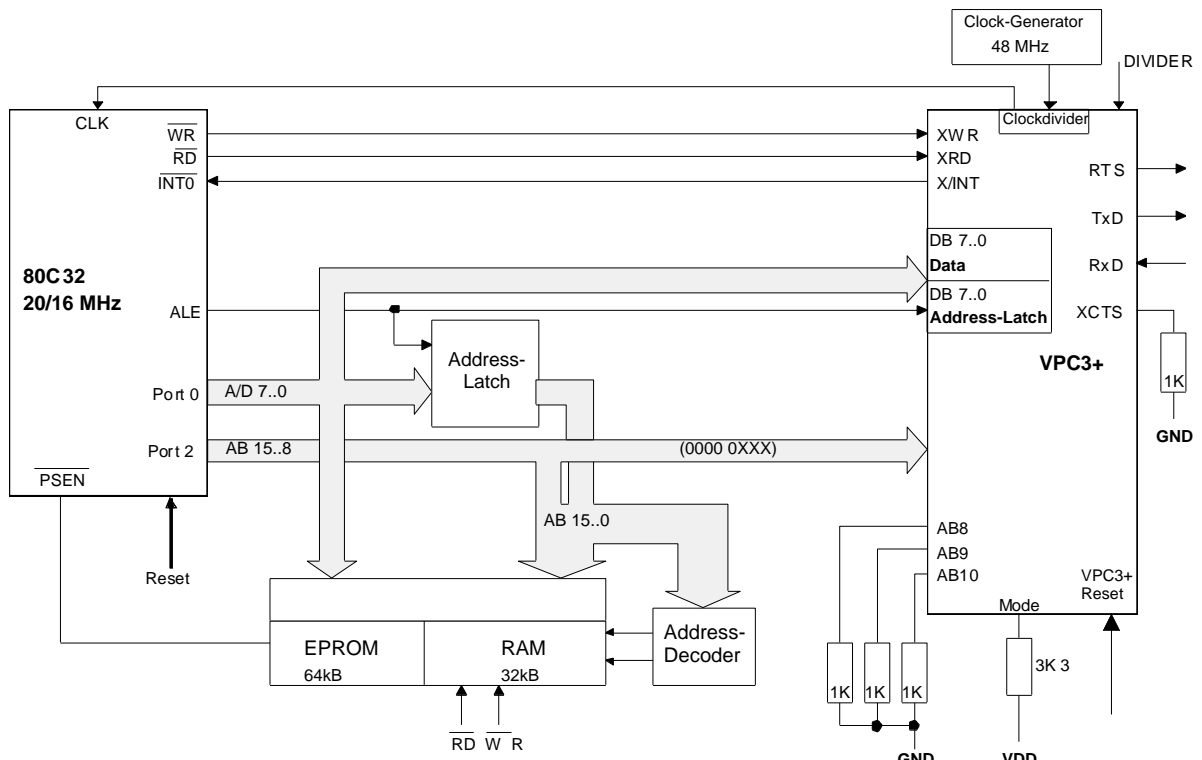 Clock-Generator
48 MHz
DIVIDER
CLK
Clockdivider
WR
XWR
RD
XRD
INT0
X/INT
RTS
TxD
DB 7..0
Data
RxD
80C32
20/16 MHz
DB 7..0
Address-Latch
ALE
XCTS
Address-
Latch
VPC3+
1K
Port 0
A/D 7..0
GND
Port 2
AB 15..8
(0000 0XXX)
PSEN
AB 15..0
AB8
AB9
AB10
Reset
VPC3+
Reset
Mode
EPROM
64kB
RAM
32kB
Address-
Decoder
1K
1K
1K
3K3
RD
WR
GND
VDD